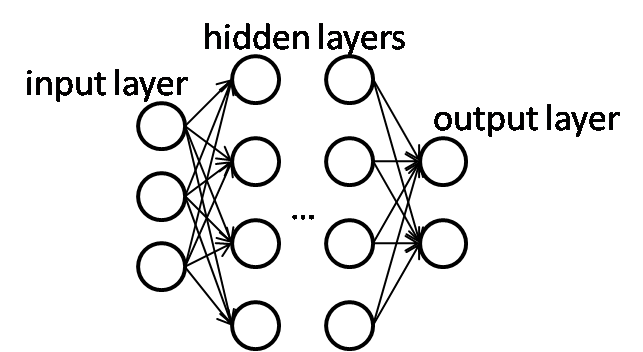 hidden layers
input layer
output layer
...